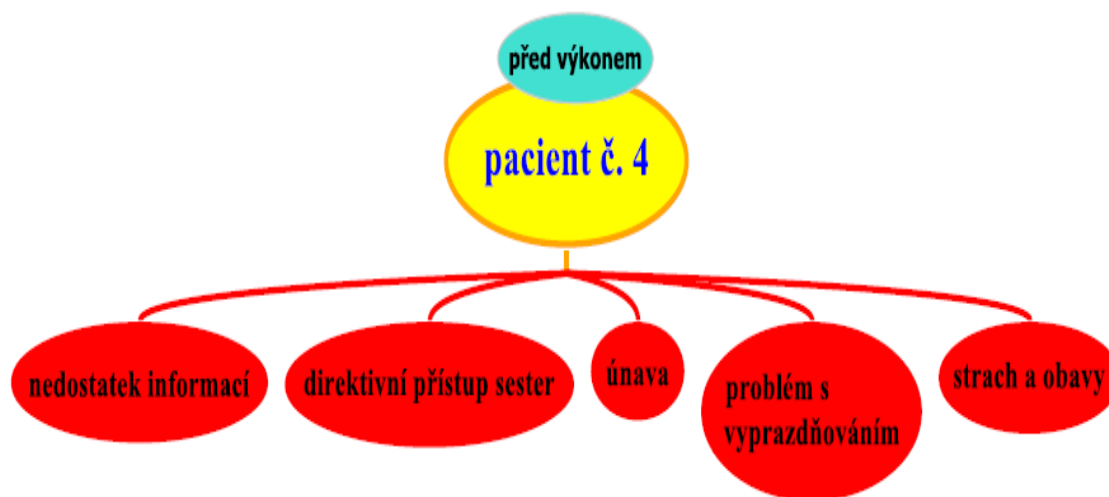 před výkonem
pacient č. 4
nedostatek informací
direktivní přístup sester
únava
problém s
vyprazdňováním
strach a obavy